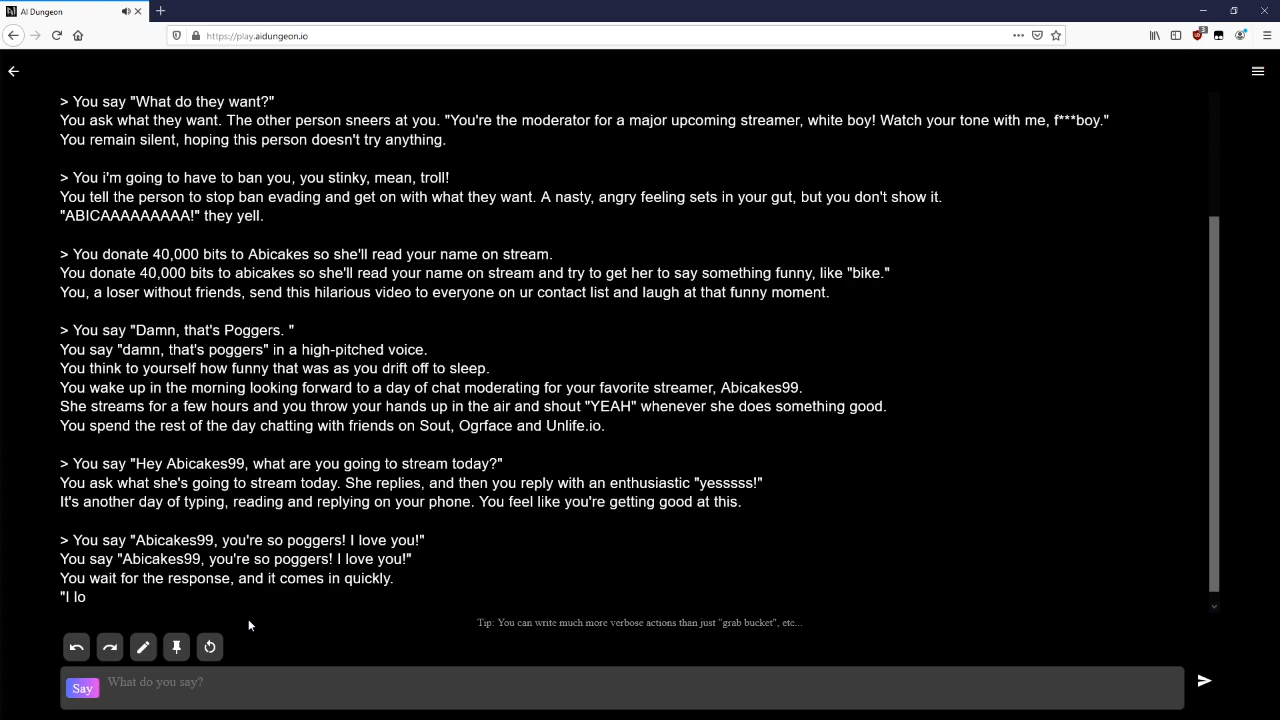 AI Dungeon
https://play.aidungeon.io
> You say "What do they want?"
You ask what they want. The other person sneers at you. "You're the moderator for a major upcoming streamer, white boy! Watch your tone with me, f***boy."
You remain silent, hoping this person doesn't try anything.
> You i'm going to have to ban you, you stinky, mean, troll!
You tell the person to stop ban evading and get on with what they want. A nasty, angry feeling sets in your gut, but you don't show it.
"ABICAAAAAAAAA!" they yell.
> You donate 40,000 bits to Abicakes so she'll read your name on stream.
You donate 40,000 bits to abicakes so she'll read your name on stream and try to get her to say something funny, like "bike."
You, a loser without friends, send this hilarious video to everyone on ur contact list and laugh at that funny moment.
> You say "Damn, that's Poggers. "
You say "damn, that's poggers" in a high-pitched voice.
You think to yourself how funny that was as you drift off to sleep.
You wake up in the morning looking forward to a day of chat moderating for your favorite streamer, Abicakes99.
She streams for a few hours and you throw your hands up in the air and shout "YEAH" whenever she does something good.
You spend the rest of the day chatting with friends on Sout, Ogrface and Unlife.io.
> You say "Hey Abicakes99, what are you going to stream today?"
You ask what she's going to stream today. She replies, and then you reply with an enthusiastic "yesssss!"
It's another day of typing, reading and replying on your phone. You feel like you're getting good at this.
> You say "Abicakes99, you're so poggers! I love you!"
You say "Abicakes99, you're so poggers! I love you!"
You wait for the response, and it comes in quickly.
"I lo
Tip: You can write much more verbose actions than just "grab bucket", etc...
Say What do you say?